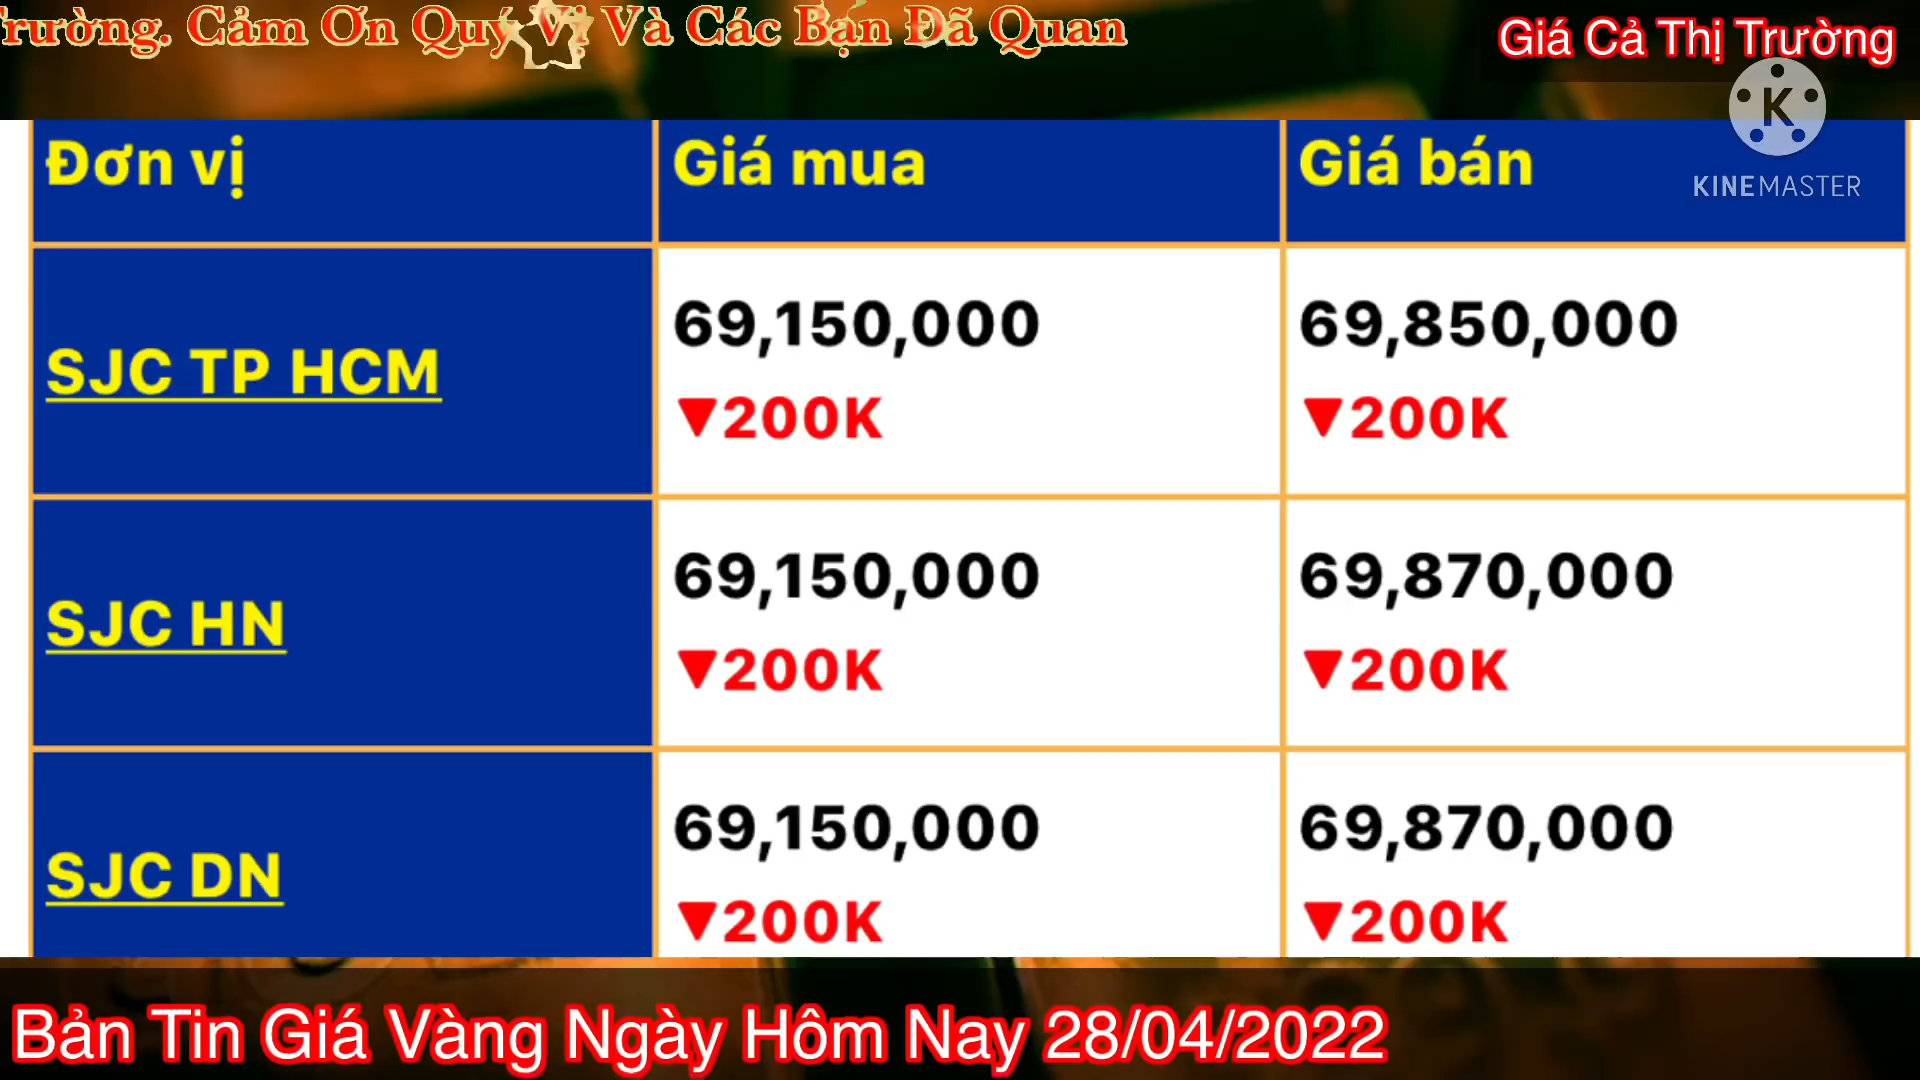 rường. Cảm Ơn Quý Vị Và Các Bạn Đã Quan
Giá Cả Thị Trường
K
KINEMASTER
Đơn vị Giá mua Giá bán
SJC TP HCM 69,150,000 69,850,000
▼200K ▼200K
SJC HN 69,150,000 69,870,000
▼200K ▼200K
SJC DN 69,150,000 69,870,000
▼200K ▼200K
Bản Tin Giá Vàng Ngày Hôm Nay 28/04/2022